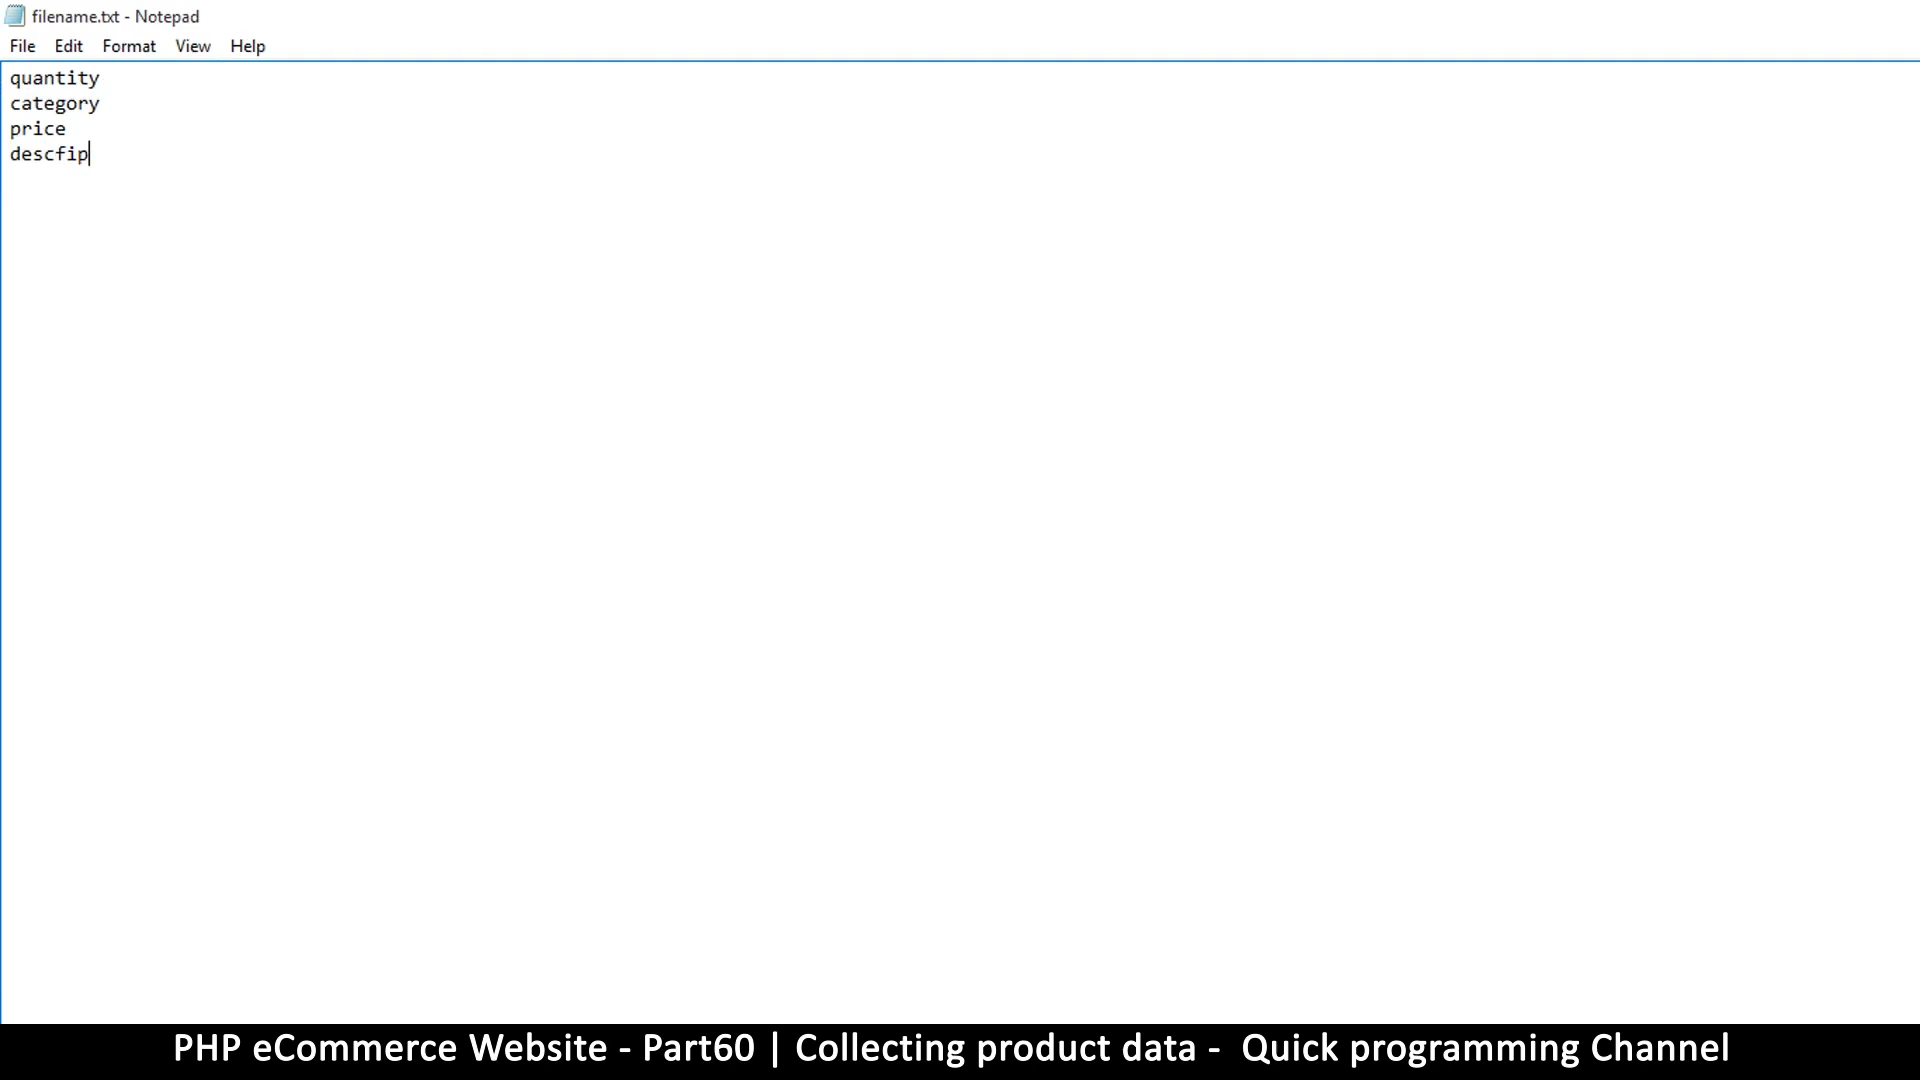 filename.txt - Notepad
File Edit Format View Help
quantity
category
price
descfip
PHP eCommerce Website - Part60 | Collecting product data - Quick programming Channel